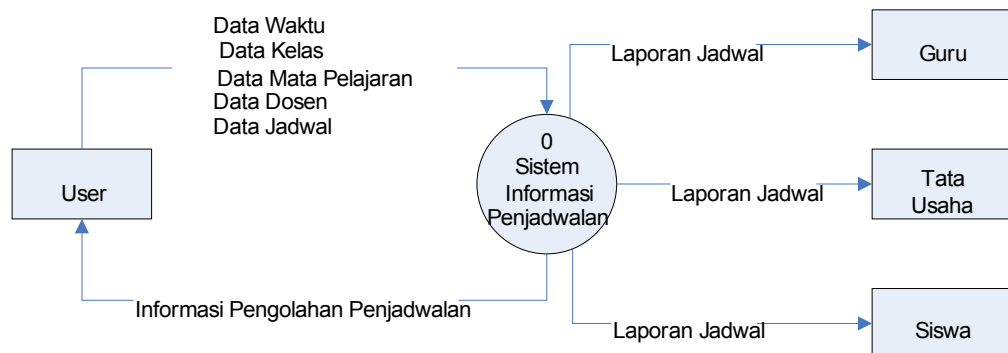 Data Waktu
Data Kelas
Data Mata Pelajaran
Data Dosen
Data Jadwal
Laporan Jadwal
Guru
0
Sistem
Informasi
Penjadwalan
User
Laporan Jadwal
Tata
Usaha
Informasi Pengolahan Penjadwalan
Laporan Jadwal
Siswa